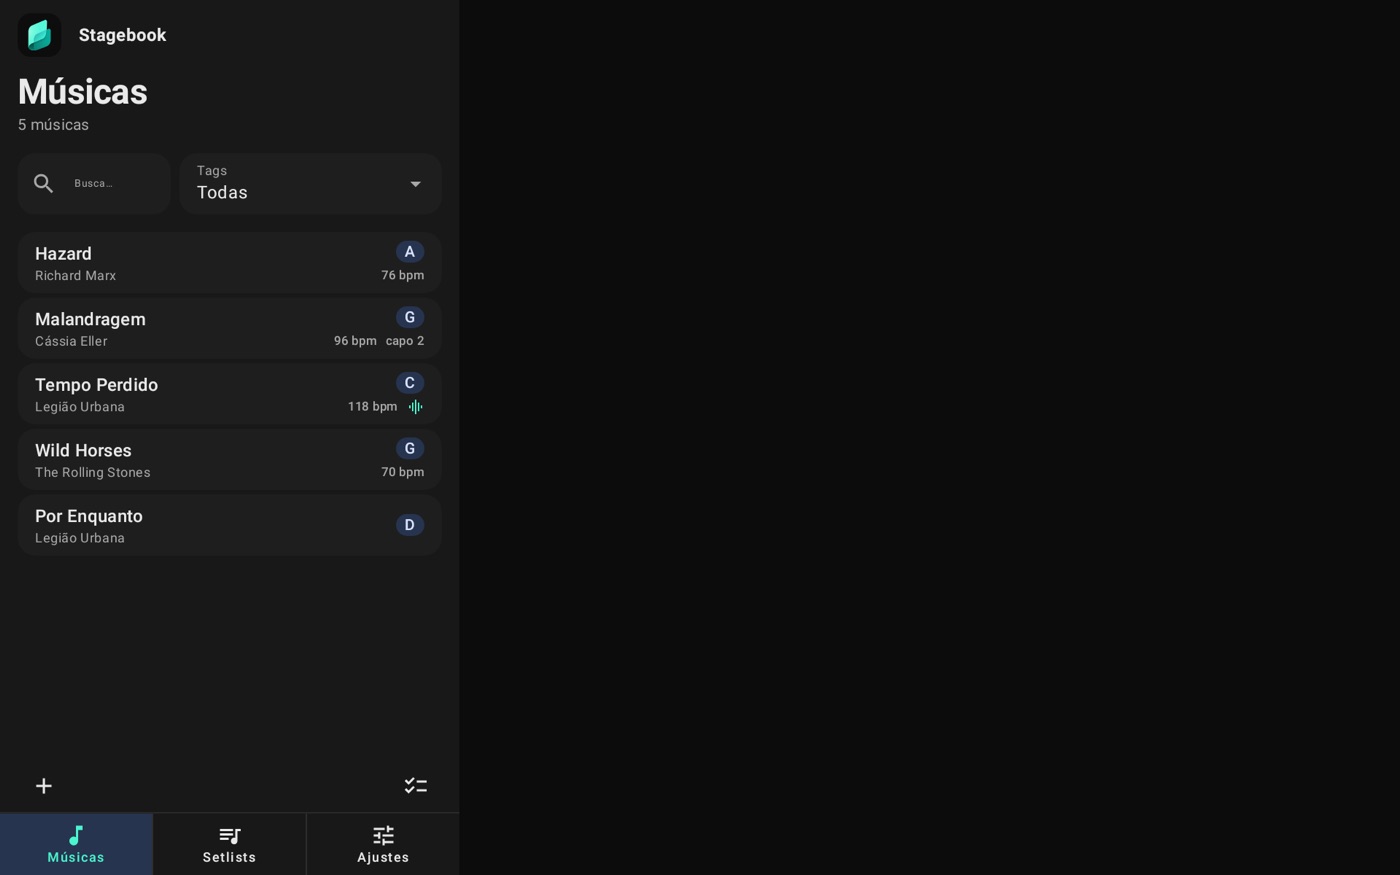 Stagebook
Músicas
5 músicas
Busca…
Tags
Todas
Hazard
A
Richard Marx
76 bpm
Malandragem
G
Cássia Eller
96 bpm capo 2
Tempo Perdido
C
Legião Urbana
118 bpm
Wild Horses
G
The Rolling Stones
70 bpm
Por Enquanto
D
Legião Urbana
Músicas
Setlists
Ajustes